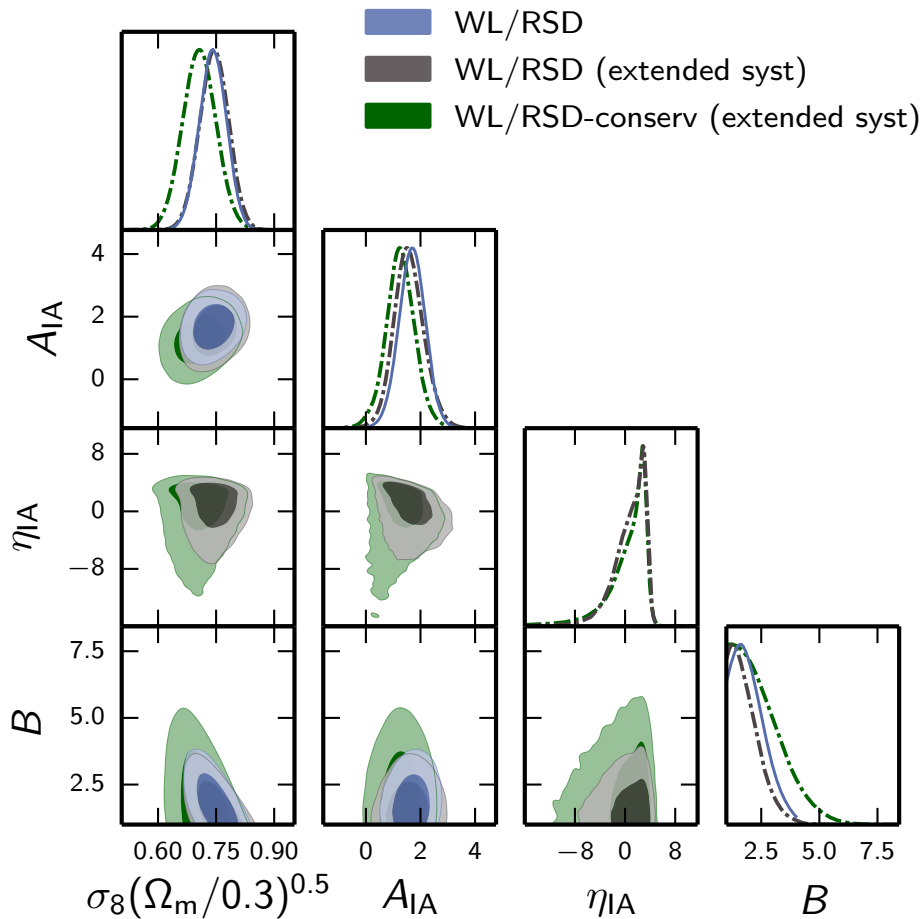 WL/RSD
WL/RSD (extended syst)
WL/RSD-conserv (extended syst)
4
2
0
A_IA
8
0
−8
η_IA
7.5
5.0
2.5
B
0.60 0.75 0.90
0 2 4
−8 0 8
2.5 5.0 7.5
σ₈(Ω_m/0.3)^0.5
A_IA
η_IA
B